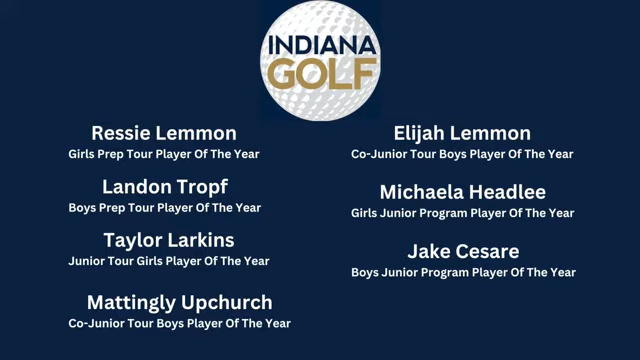 INDIANA
GOLF
Ressie Lemmon
Girls Prep Tour Player Of The Year
Landon Tropf
Boys Prep Tour Player Of The Year
Taylor Larkins
Junior Tour Girls Player Of The Year
Mattingly Upchurch
Co-Junior Tour Boys Player Of The Year
Elijah Lemmon
Co-Junior Tour Boys Player Of The Year
Michaela Headlee
Girls Junior Program Player Of The Year
Jake Cesare
Boys Junior Program Player Of The Year